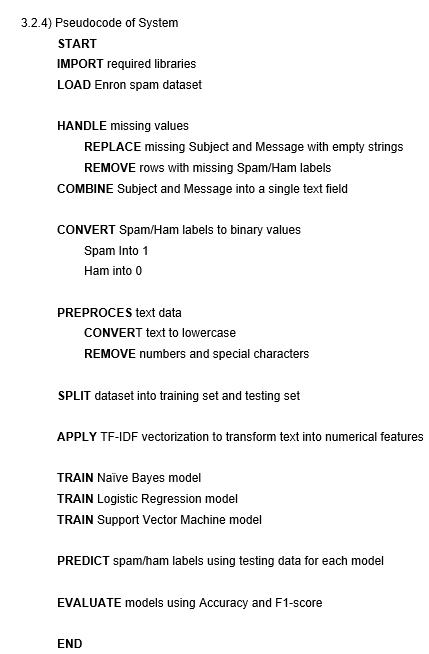 3.2.4) Pseudocode of System
START
IMPORT required libraries
LOAD Enron spam dataset
HANDLE missing values
REPLACE missing Subject and Message with empty strings
REMOVE rows with missing Spam/Ham labels
COMBINE Subject and Message into a single text field
CONVERT Spam/Ham labels to binary values
Spam Into 1
Ham into 0
PREPROCES text data
CONVERT text to lowercase
REMOVE numbers and special characters
SPLIT dataset into training set and testing set
APPLY TF-IDF vectorization to transform text into numerical features
TRAIN Naïve Bayes model
TRAIN Logistic Regression model
TRAIN Support Vector Machine model
PREDICT spam/ham labels using testing data for each model
EVALUATE models using Accuracy and F1-score
END